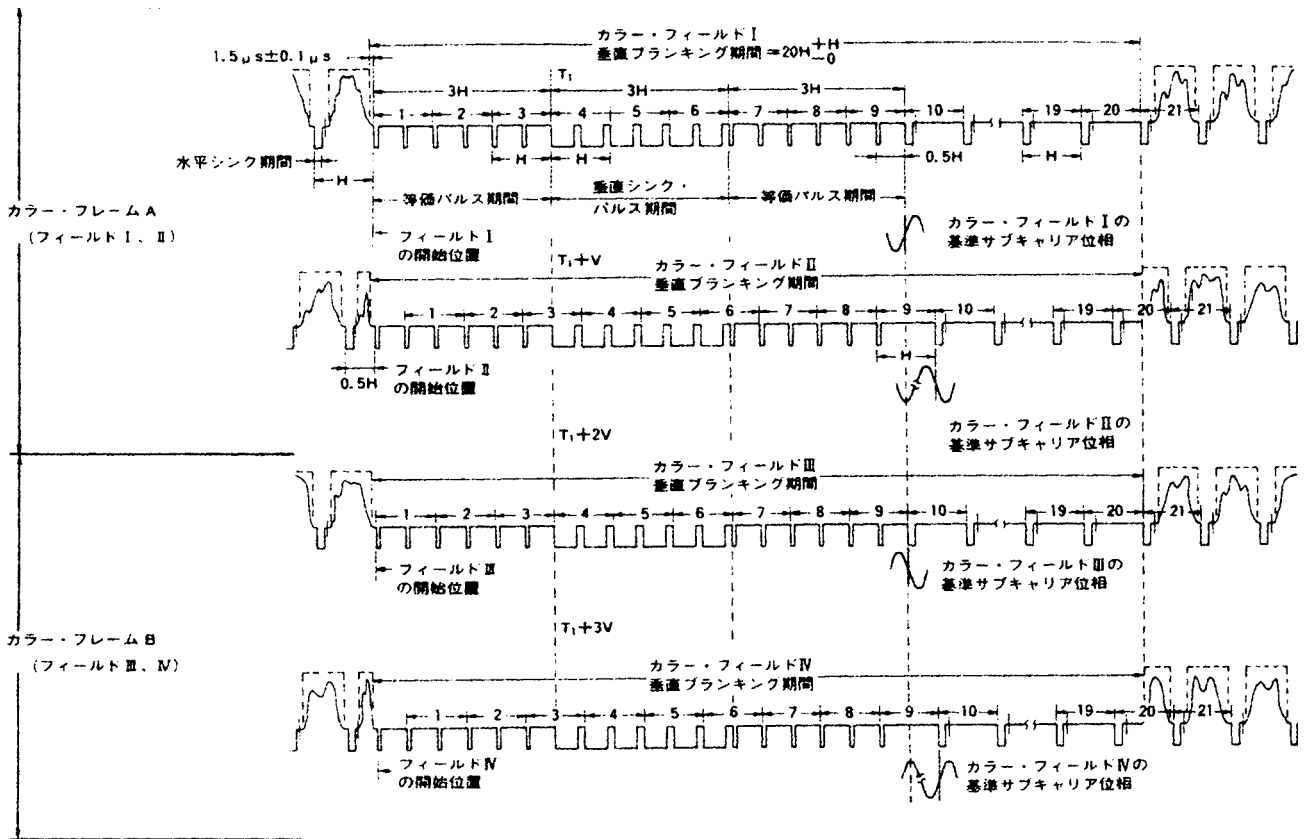 カラー・フィールドⅠ
垂直ブランキング期間=20H +H -0
1.5μs±0.1μs
T₁
3H 3H 3H
1 2 3 4 5 6 7 8 9 10 19 20 21
水平シンク期間
H H H 0.5H H
等価パルス期間
垂直シンク・
パルス期間
等価パルス期間
カラー・フレームA
(フィールドⅠ、Ⅱ)
フィールドⅠ
の開始位置
カラー・フィールドⅠの
基準サブキャリア位相
T₁+V
カラー・フィールドⅡ
垂直ブランキング期間
1 2 3 4 5 6 7 8 9 10 19 20 21
H
0.5H
フィールドⅡ
の開始位置
カラー・フィールドⅡの
基準サブキャリア位相
T₁+2V
カラー・フィールドⅢ
垂直ブランキング期間
1 2 3 4 5 6 7 8 9 10 19 20 21
フィールドⅢ
の開始位置
カラー・フィールドⅢの
基準サブキャリア位相
T₁+3V
カラー・フレームB
(フィールドⅢ、Ⅳ)
カラー・フィールドⅣ
垂直ブランキング期間
1 2 3 4 5 6 7 8 9 10 19 20 21
フィールドⅣ
の開始位置
カラー・フィールドⅣの
基準サブキャリア位相